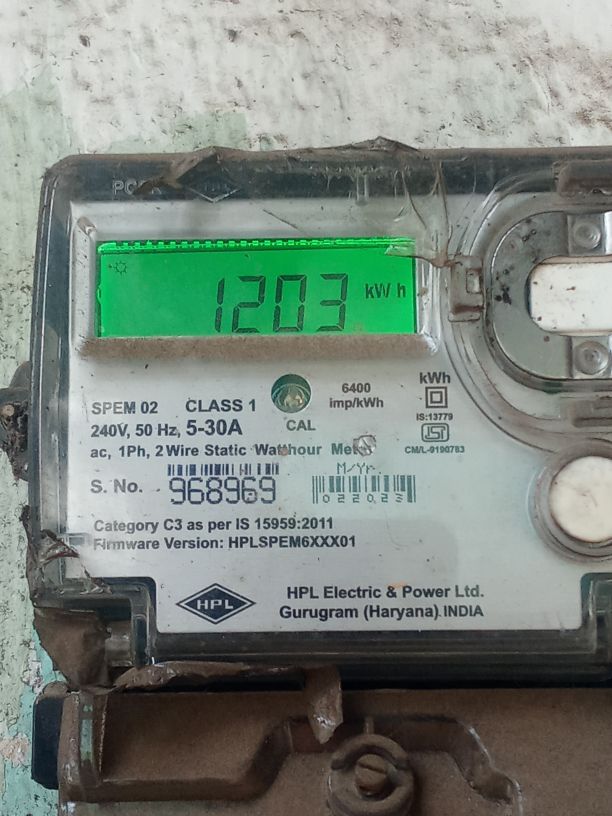 1203 kW h
SPEM 02 CLASS 1
240V, 50 Hz, 5-30A
ac, 1Ph, 2 Wire Static Watthour Meter
CAL
6400
imp/kWh
kWh
IS:13779
ISI
CM/L-9190783
S. No. 968969
M/Yr.
022023
Category C3 as per IS 15959:2011
Firmware Version: HPLSPEM6XXX01
HPL
HPL Electric & Power Ltd.
Gurugram (Haryana) INDIA